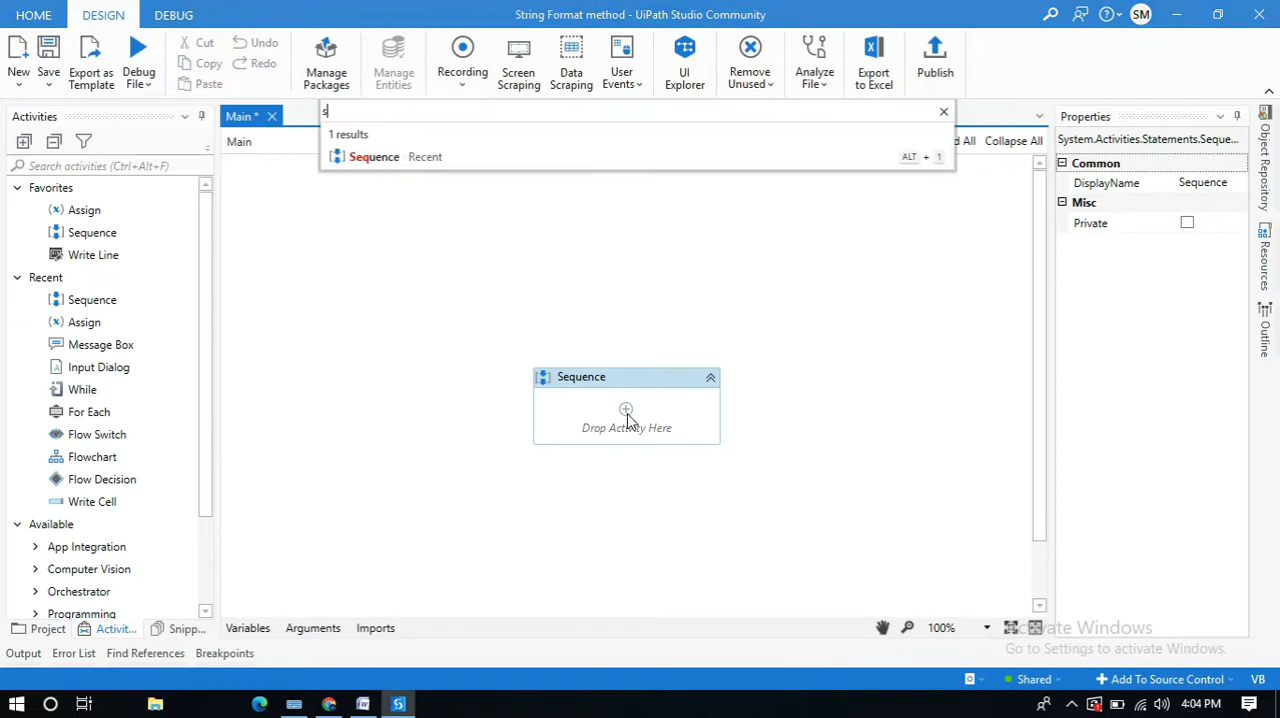 HOME DESIGN DEBUG String Format method - UiPath Studio Community SM
New Save Export as Template Debug File Cut Copy Paste Undo Redo Manage Packages Manage Entities Recording Screen Scraping Data Scraping User Events UI Explorer Remove Unused Analyze File Export to Excel Publish
Activities
Main *
s
Properties
1 results
Main
d All
Collapse All
System.Activities.Statements.Seque...
Sequence Recent ALT + 1
Search activities (Ctrl+Alt+F)
Common
Favorites
DisplayName Sequence
Assign
Misc
Sequence
Private
Write Line
Recent
Sequence
Assign
Message Box
Input Dialog
While
For Each
Flow Switch
Flowchart
Flow Decision
Write Cell
Sequence
Drop Activity Here
Available
App Integration
Computer Vision
Orchestrator
Programming
Object Repository
Resources
Outline
Project Activit... Snipp...
Variables Arguments Imports 100%
Activate Windows
Go to Settings to activate Windows.
Output Error List Find References Breakpoints
Shared Add To Source Control VB
4:04 PM